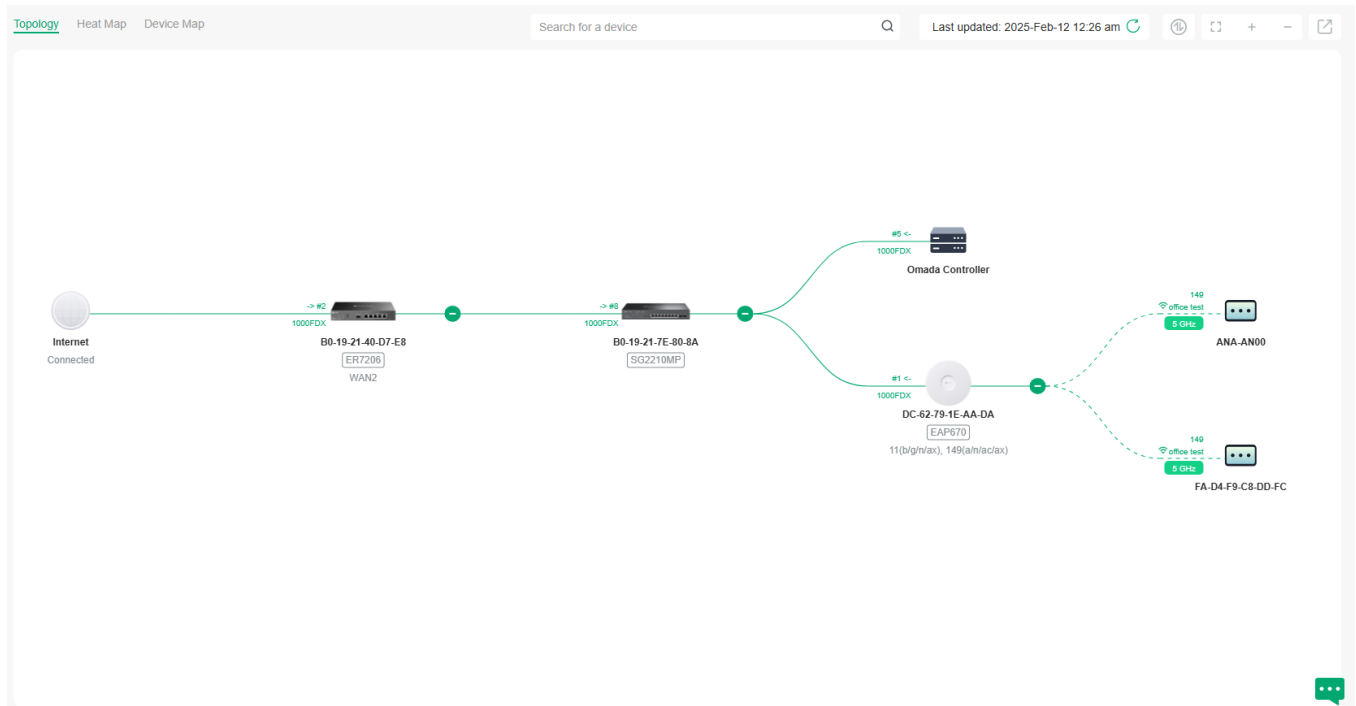 Topology Heat Map Device Map
Search for a device
Last updated: 2025-Feb-12 12:26 am
Internet
Connected
-> #2
1000FDX
B0-19-21-40-D7-E8
ER7206
WAN2
-> #8
1000FDX
B0-19-21-7E-80-8A
SG2210MP
#5 <-
1000FDX
Omada Controller
#1 <-
1000FDX
DC-62-79-1E-AA-DA
EAP670
11(b/g/n/ax), 149(a/n/ac/ax)
149
office test
5 GHz
ANA-AN00
149
office test
5 GHz
FA-D4-F9-C8-DD-FC